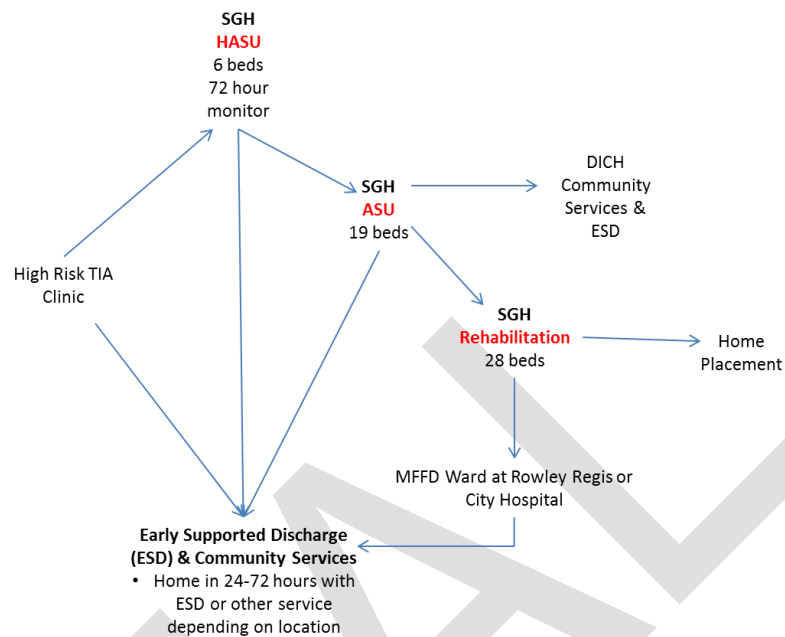 SGH
HASU
6 beds
72 hour
monitor
DICH
Community
Services &
ESD
SGH
ASU
19 beds
High Risk TIA
Clinic
SGH
Rehabilitation
28 beds
Home
Placement
MFFD Ward at Rowley Regis or
City Hospital
Early Supported Discharge
(ESD) & Community Services
• Home in 24-72 hours with
ESD or other service
depending on location